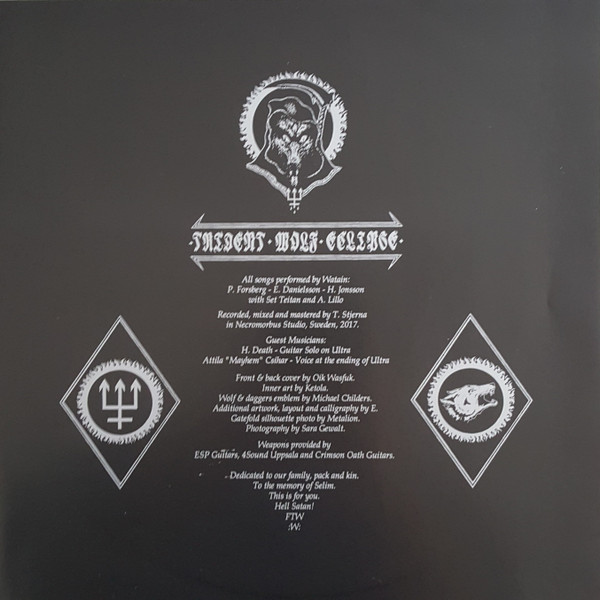 ·TRIDENT·WOLF·ECLIPSE·
All songs performed by Watain:
P. Forsberg - E. Danielsson - H. Jonsson
with Set Teitan and A. Lillo
Recorded, mixed and mastered by T. Stjerna
in Necromorbus Studio, Sweden, 2017.
Guest Musicians:
H. Death - Guitar Solo on Ultra
Attila "Mayhem" Csihar - Voice at the ending of Ultra
Front & back cover by Oik Wasfuk.
Inner art by Ketola.
Wolf & daggers emblem by Michael Childers.
Additional artwork, layout and calligraphy by E.
Gatefold silhouette photo by Metalion.
Photography by Sara Gewalt.
Weapons provided by
ESP Guitars, 4Sound Uppsala and Crimson Oath Guitars.
Dedicated to our family, pack and kin.
To the memory of Selim.
This is for you.
Hell Satan!
FTW
:W: